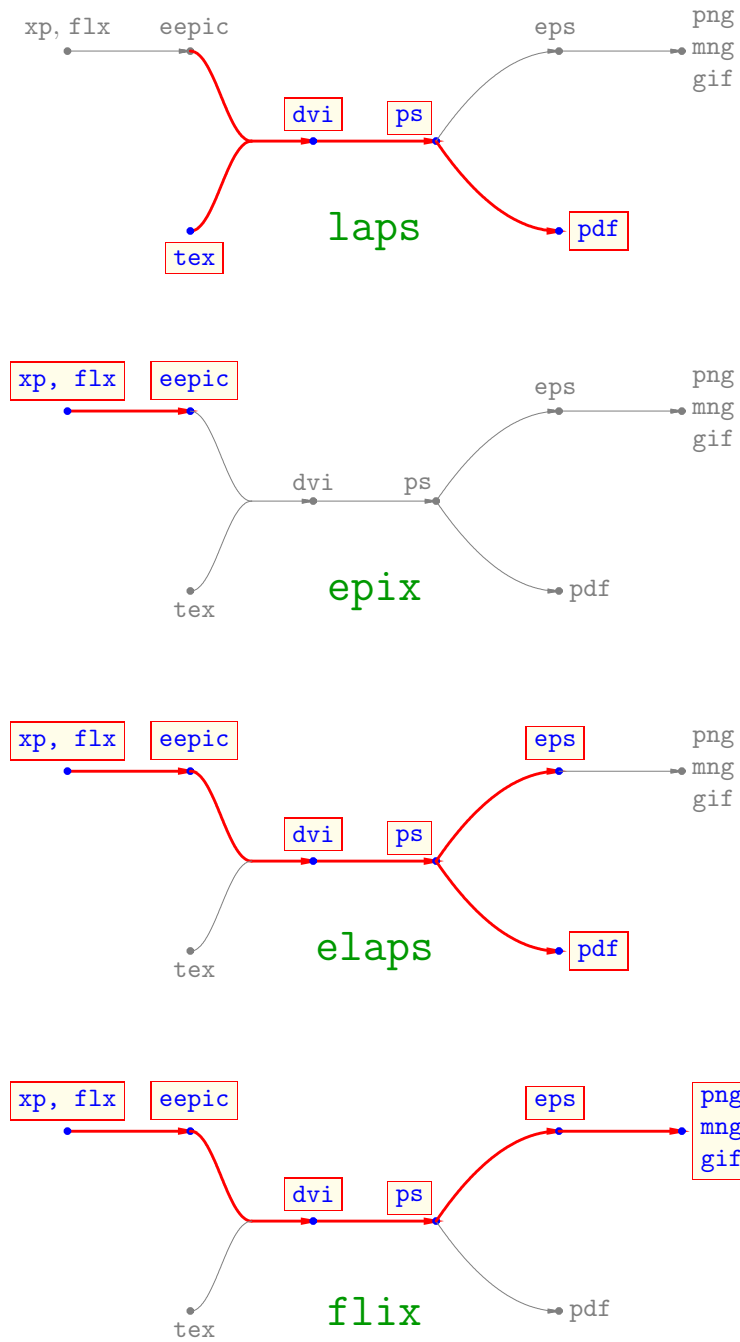 xp, flx eepic eps png
mng
gif
dvi ps
laps pdf
tex
xp, flx eepic eps png
mng
gif
dvi ps
epix pdf
tex
xp, flx eepic eps png
mng
gif
dvi ps
elaps pdf
tex
xp, flx eepic eps png
mng
gif
dvi ps
flix pdf
tex